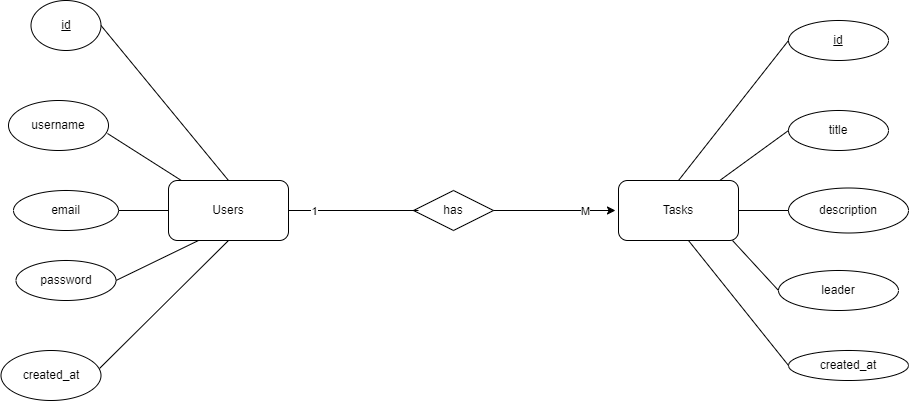 id
username
email
password
created_at
Users
1
has
M
Tasks
id
title
description
leader
created_at